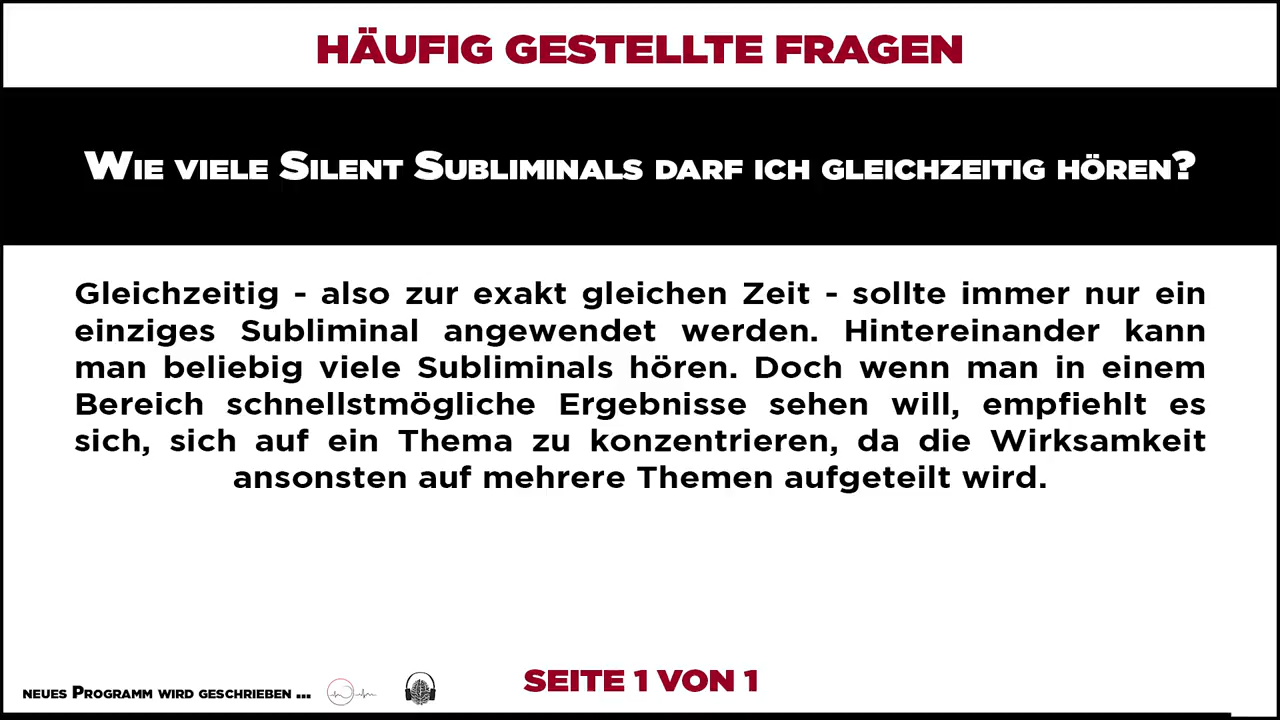 HÄUFIG GESTELLTE FRAGEN
WIE VIELE SILENT SUBLIMINALS DARF ICH GLEICHZEITIG HÖREN?
Gleichzeitig - also zur exakt gleichen Zeit - sollte immer nur ein
einziges Subliminal angewendet werden. Hintereinander kann
man beliebig viele Subliminals hören. Doch wenn man in einem
Bereich schnellstmögliche Ergebnisse sehen will, empfiehlt es
sich, sich auf ein Thema zu konzentrieren, da die Wirksamkeit
ansonsten auf mehrere Themen aufgeteilt wird.
SEITE 1 VON 1
NEUES PROGRAMM WIRD GESCHRIEBEN ...